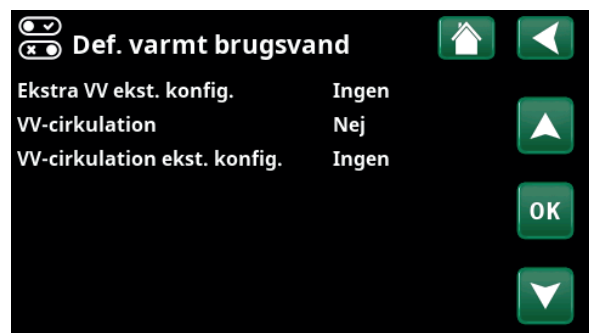 Def. varmt brugsvand
Ekstra VV ekst. konfig. Ingen
VV-cirkulation Nej
VV-cirkulation ekst. konfig. Ingen
OK